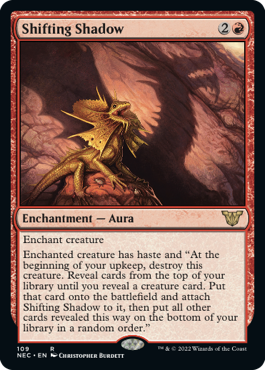 Shifting Shadow 2
Enchantment — Aura
Enchant creature
Enchanted creature has haste and “At the
beginning of your upkeep, destroy this
creature. Reveal cards from the top of your
library until you reveal a creature card. Put
that card onto the battlefield and attach
Shifting Shadow to it, then put all other
cards revealed this way on the bottom of your
library in a random order.”
109 R
NEC • EN Christopher Burdett
™ & © 2022 Wizards of the Coast